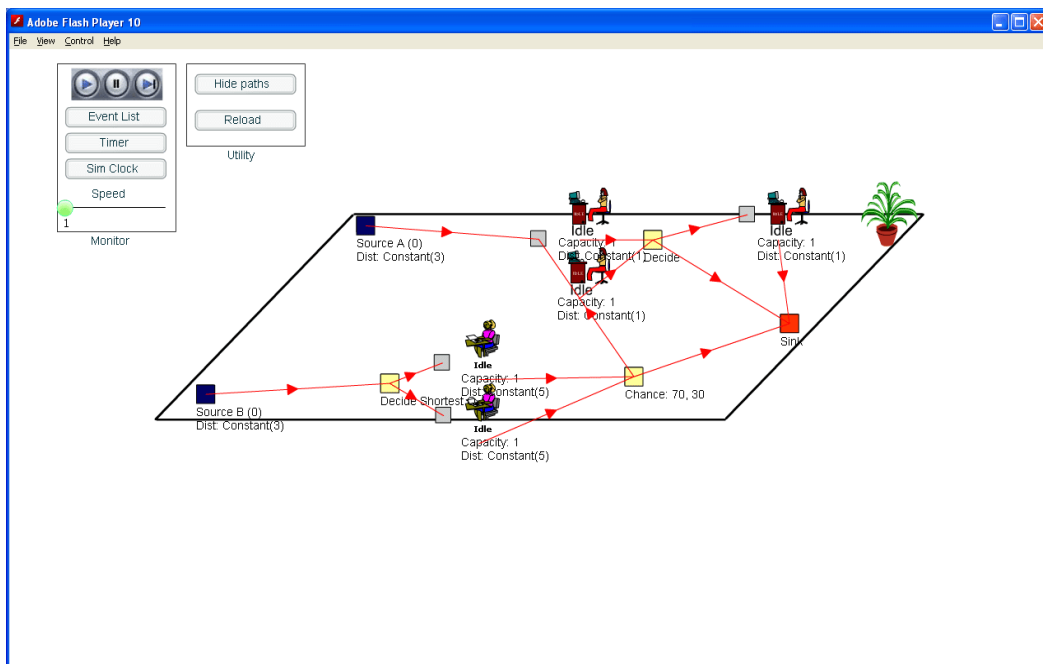 Adobe Flash Player 10
File View Control Help
Event List
Timer
Sim Clock
Speed
1
Monitor
Hide paths
Reload
Utility
Source A (0)
Dist: Constant(3)
Idle
Capacity: 1
Dist: Constant(1)
Decide
Idle
Capacity: 1
Dist: Constant(1)
Idle
Capacity: 1
Dist: Constant(1)
Sink
Source B (0)
Dist: Constant(3)
Decide Shortest
Idle
Capacity: 1
Dist: Constant(5)
Idle
Capacity: 1
Dist: Constant(5)
Chance: 70, 30